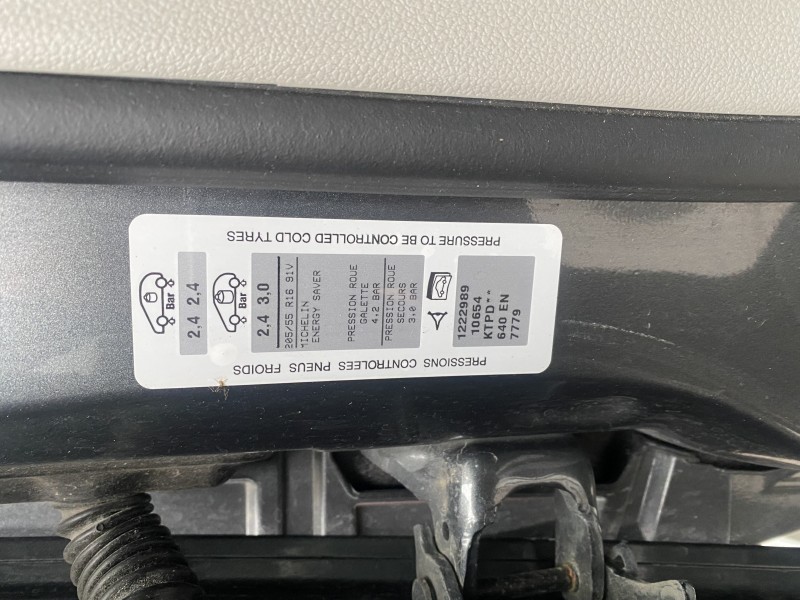 PRESSURE TO BE CONTROLLED COLD TYRES
Bar
2,4 2,4
Bar
2,4 3,0
205/55 R16 91V
MICHELIN
ENERGY SAVER
PRESSION ROUE
GALETTE
4.2 BAR
PRESSION ROUE
SECOURS
3.0 BAR
1222989
10654
KTPD**
640 EN
7779
PRESSIONS CONTROLEES PNEUS FROIDS